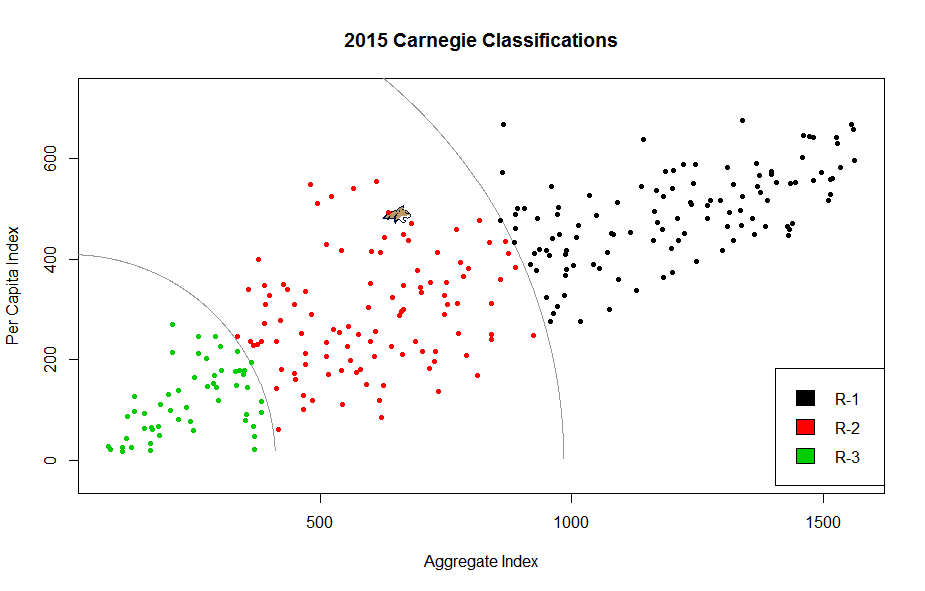 2015 Carnegie Classifications
Per Capita Index
600
400
200
0
R-1
R-2
R-3
500
1000
1500
Aggregate Index